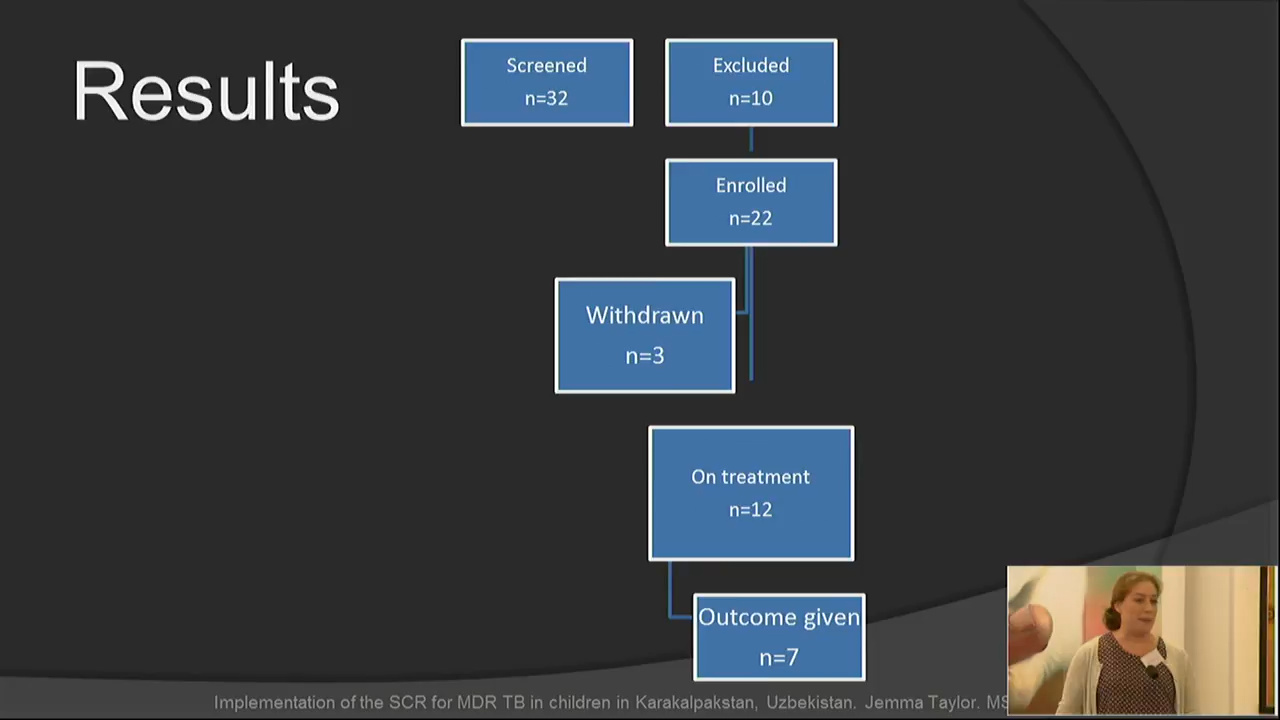 Results
Screened
n=32
Excluded
n=10
Enrolled
n=22
Withdrawn
n=3
On treatment
n=12
Outcome given
n=7
Implementation of the SCR for MDR TB in children in Karakalpakstan, Uzbekistan. Jemma Taylor. MS